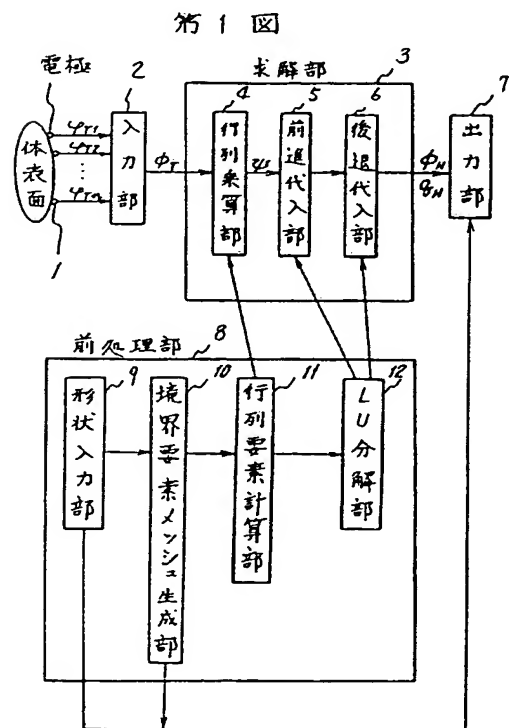 第1図
電極
体表面
φT1
φT2
⋮
φTn
1
2
入力部
φT
求解部
3
4
行列乗算部
ψs
5
前進代入部
6
後退代入部
φH
qH
7
出力部
前処理部
8
9
形状入力部
10
境界要素メンシュ生成部
11
行列要素計算部
12
LU分解部